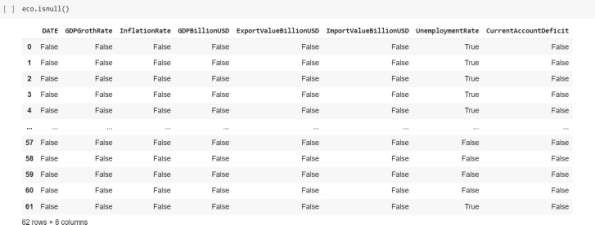 [ ] eco.isnull()
DATE GDPGrothRate InflationRate GDPBillionUSD ExportValueBillionUSD ImportValueBillionUSD UnemploymentRate CurrentAccountDeficit
0 False False False False False False True False
1 False False False False False False True False
2 False False False False False False True False
3 False False False False False False True False
4 False False False False False False True False
... ... ... ... ... ... ... ... ...
57 False False False False False False False False
58 False False False False False False False False
59 False False False False False False False False
60 False False False False False False False False
61 False False False False False False True False
62 rows × 8 columns